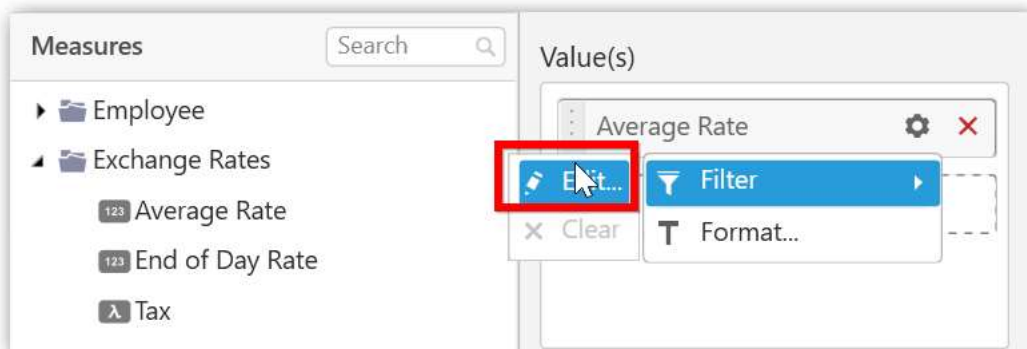 Measures
Search
Employee
Exchange Rates
123 Average Rate
123 End of Day Rate
λ Tax
Value(s)
Average Rate
Edit...
Clear
Filter
T Format...